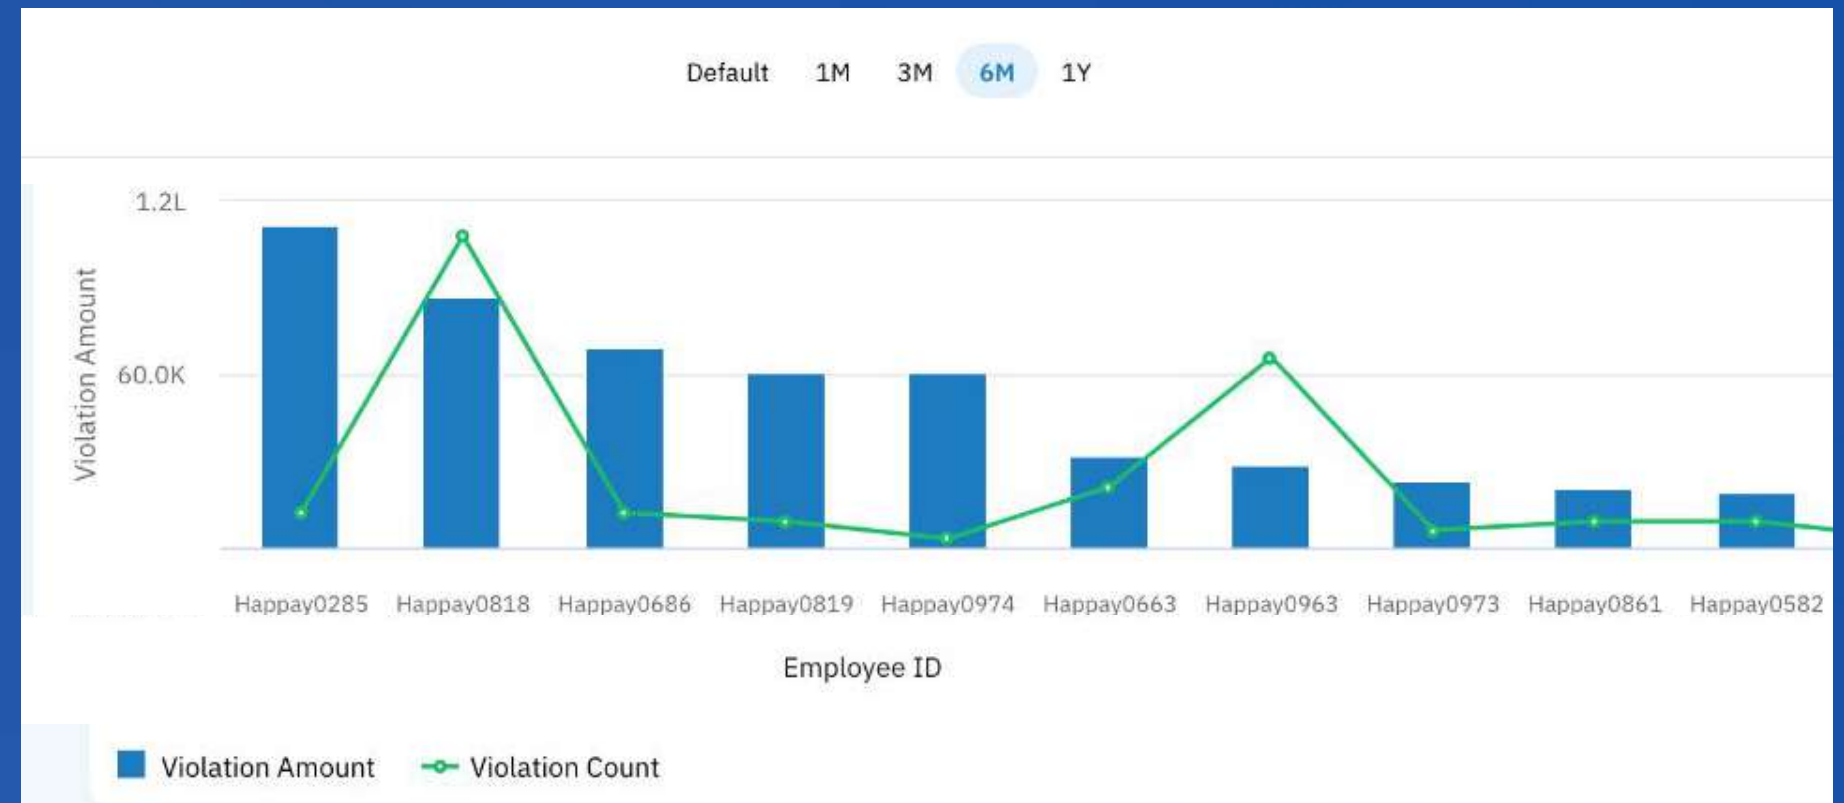 Default 1M 3M 6M 1Y
1.2L
60.0K
Violation Amount
Happay0285 Happay0818 Happay0686 Happay0819 Happay0974 Happay0663 Happay0963 Happay0973 Happay0861 Happay0582
Employee ID
Violation Amount Violation Count